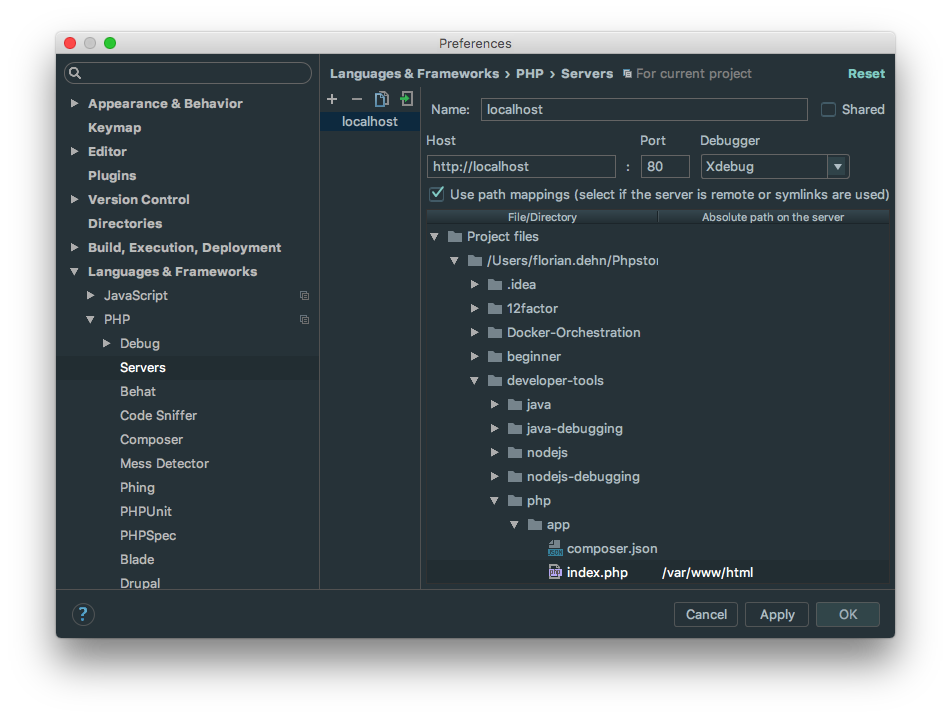 Preferences
Appearance & Behavior
Keymap
Editor
Plugins
Version Control
Directories
Build, Execution, Deployment
Languages & Frameworks
JavaScript
PHP
Debug
Servers
Behat
Code Sniffer
Composer
Mess Detector
Phing
PHPUnit
PHPSpec
Blade
Drupal
Languages & Frameworks › PHP › Servers For current project Reset
localhost
Name: localhost Shared
Host Port Debugger
http://localhost : 80 Xdebug
Use path mappings (select if the server is remote or symlinks are used)
File/Directory Absolute path on the server
Project files
/Users/florian.dehn/Phpstor
.idea
12factor
Docker-Orchestration
beginner
developer-tools
java
java-debugging
nodejs
nodejs-debugging
php
app
composer.json
index.php /var/www/html
? Cancel Apply OK